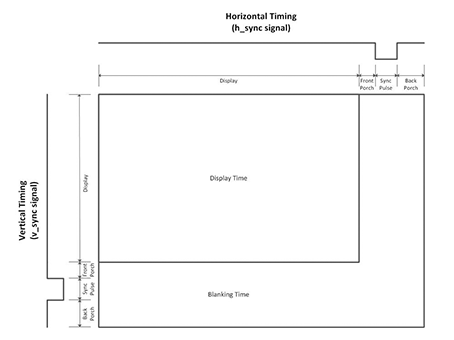 Horizontal Timing
(h_sync signal)
Display
Front
Porch
Sync
Pulse
Back
Porch
Vertical Timing
(v_sync signal)
Display
Front
Porch
Sync
Pulse
Back
Porch
Display Time
Blanking Time